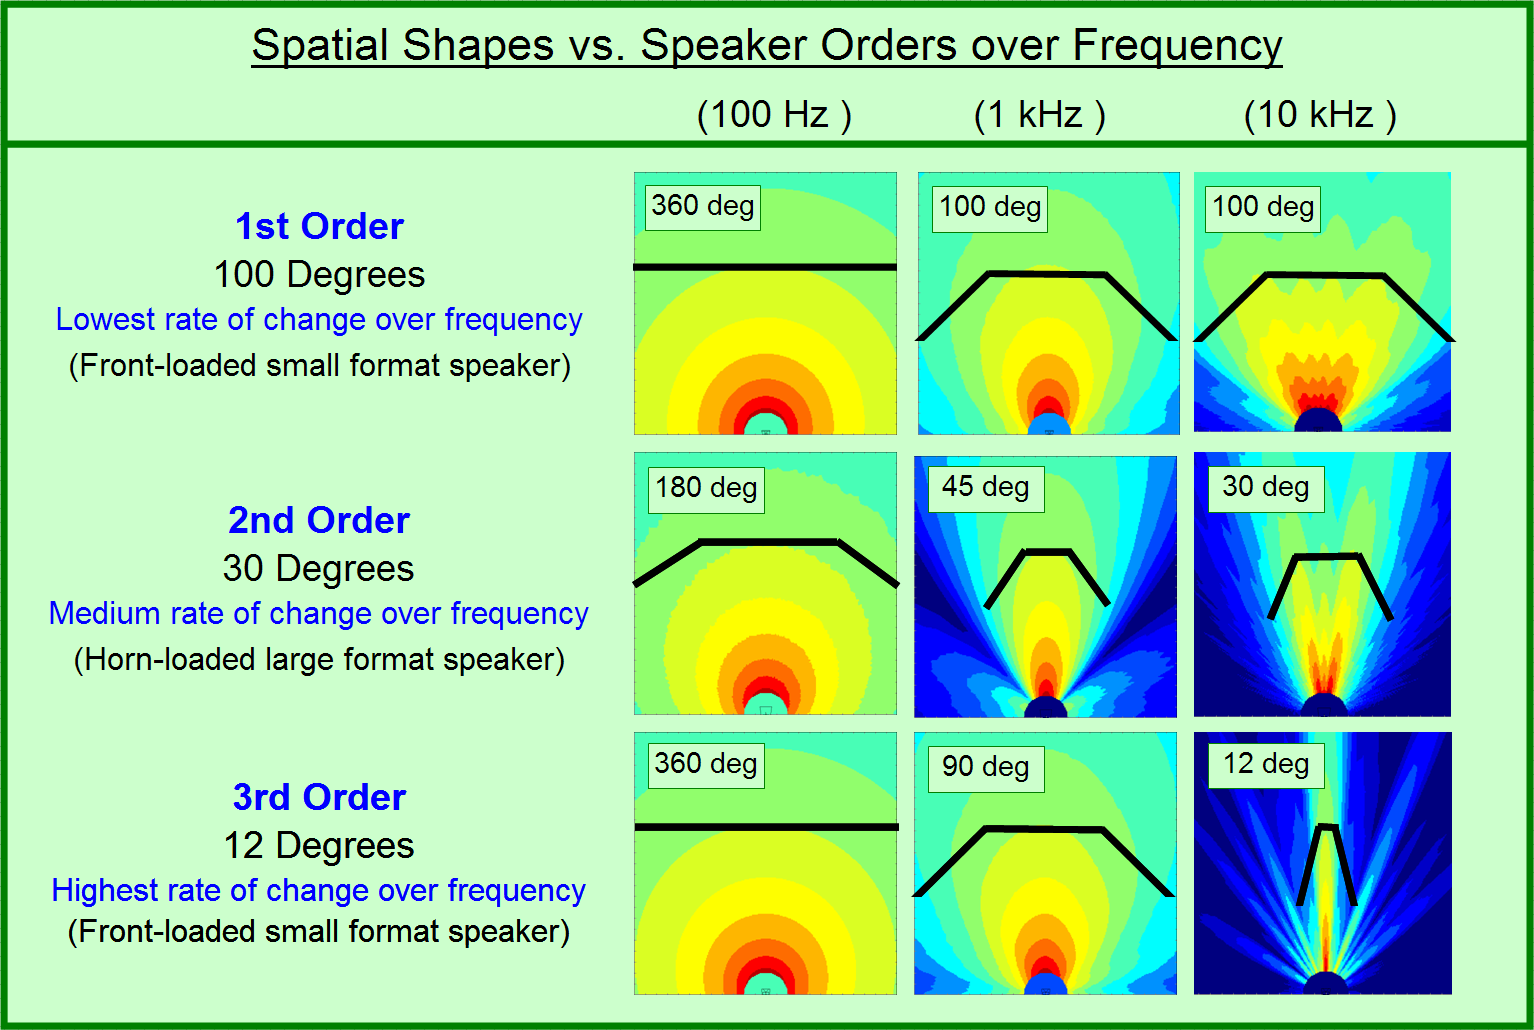 Spatial Shapes vs. Speaker Orders over Frequency
(100 Hz ) (1 kHz ) (10 kHz )
1st Order
100 Degrees
Lowest rate of change over frequency
(Front-loaded small format speaker)
360 deg
100 deg
100 deg
2nd Order
30 Degrees
Medium rate of change over frequency
(Horn-loaded large format speaker)
180 deg
45 deg
30 deg
3rd Order
12 Degrees
Highest rate of change over frequency
(Front-loaded small format speaker)
360 deg
90 deg
12 deg